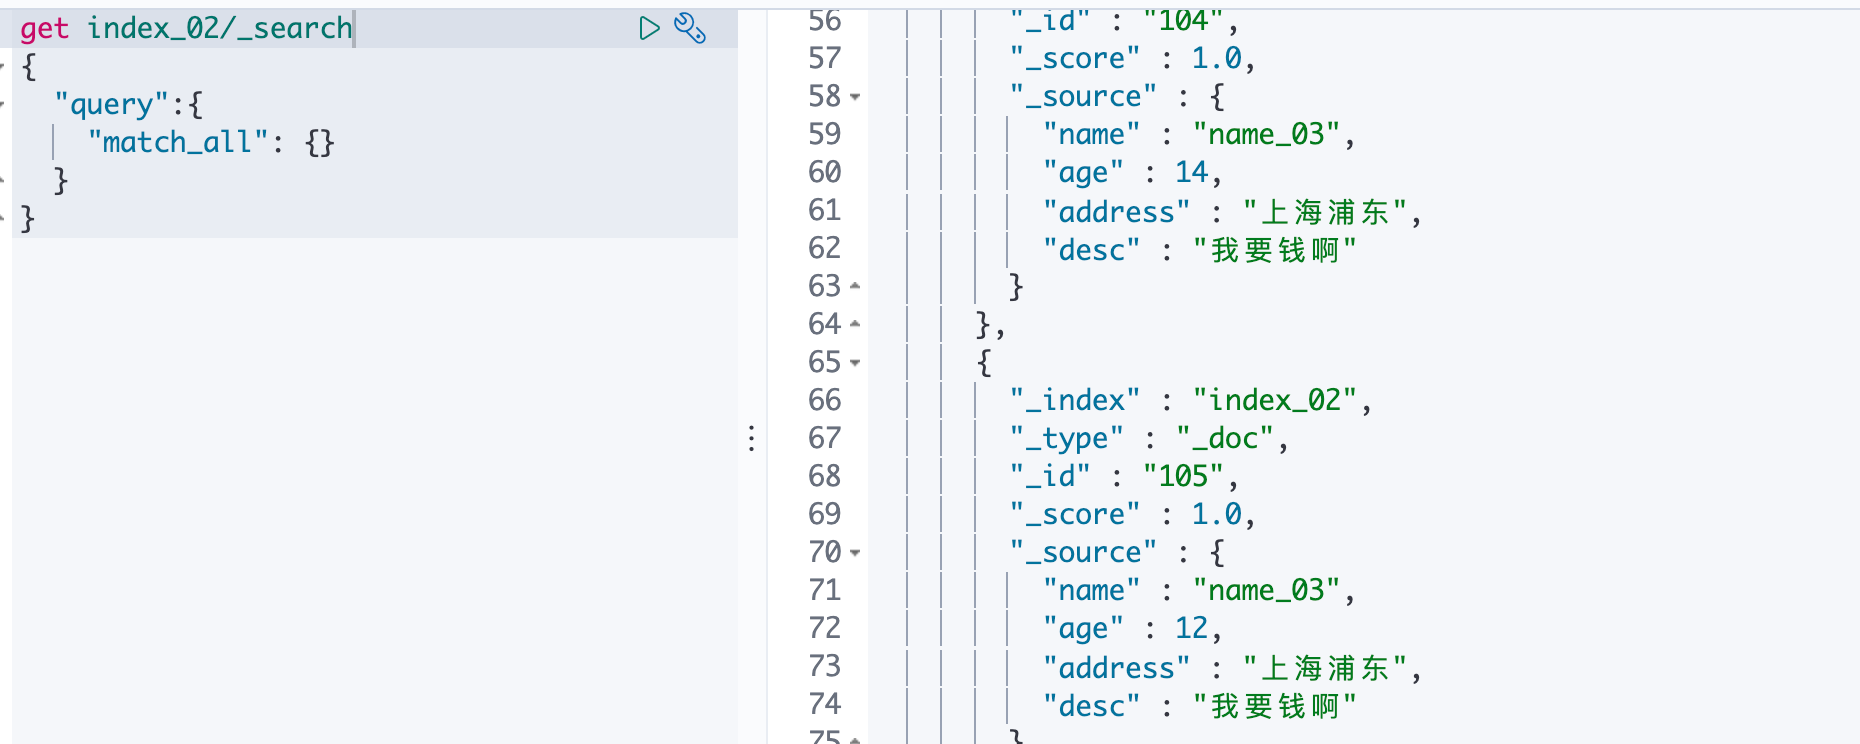 get index_02/_search
{
"query":{
"match_all": {}
}
}
56 "_id" : "104",
57 "_score" : 1.0,
58 "_source" : {
59 "name" : "name_03",
60 "age" : 14,
61 "address" : "上海浦东",
62 "desc" : "我要钱啊"
63 }
64 },
65 {
66 "_index" : "index_02",
67 "_type" : "_doc",
68 "_id" : "105",
69 "_score" : 1.0,
70 "_source" : {
71 "name" : "name_03",
72 "age" : 12,
73 "address" : "上海浦东",
74 "desc" : "我要钱啊"
75 }